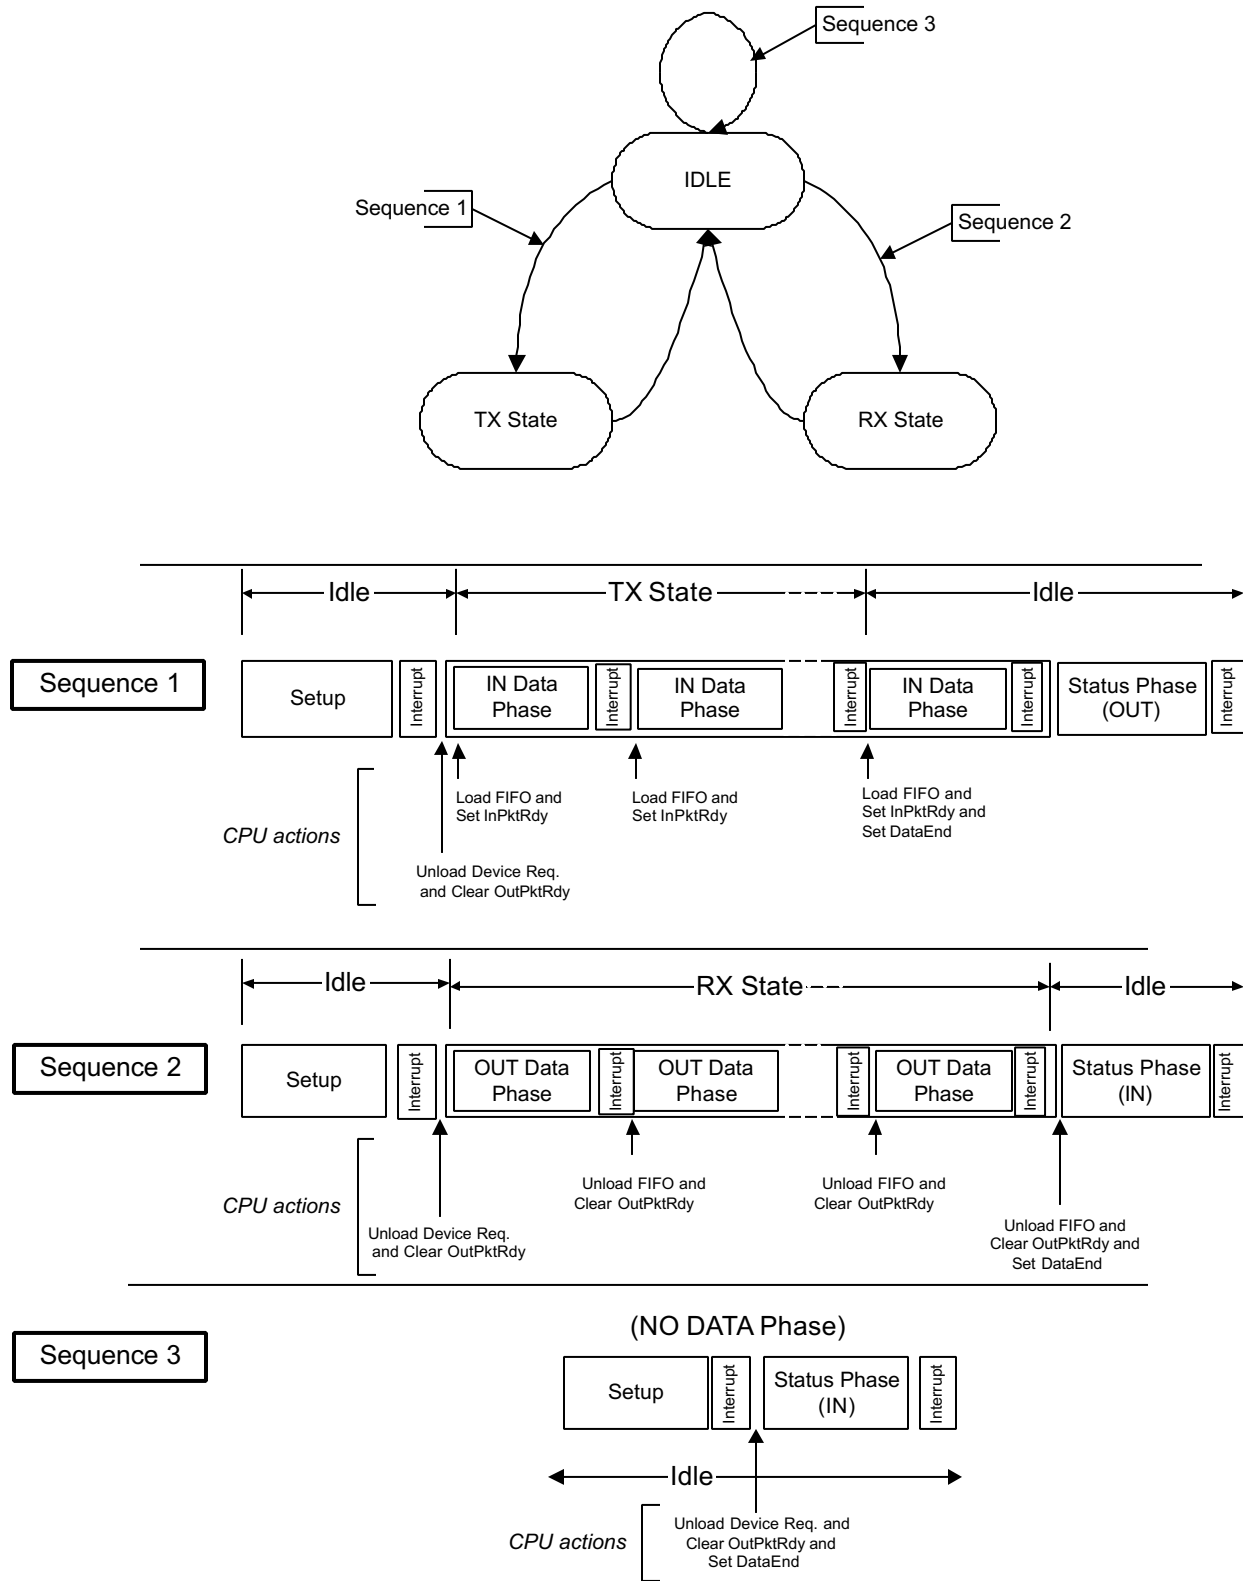 Sequence 3
IDLE
Sequence 1
Sequence 2
TX State
RX State
Idle
TX State
Idle
Sequence 1
Setup
Interrupt
IN Data
Phase
Interrupt
IN Data
Phase
Interrupt
IN Data
Phase
Interrupt
Status Phase
(OUT)
Interrupt
CPU actions
Load FIFO and
Set InPktRdy
Load FIFO and
Set InPktRdy
Load FIFO and
Set InPktRdy and
Set DataEnd
Unload Device Req.
and Clear OutPktRdy
Idle
RX State
Idle
Sequence 2
Setup
Interrupt
OUT Data
Phase
Interrupt
OUT Data
Phase
Interrupt
OUT Data
Phase
Interrupt
Status Phase
(IN)
Interrupt
CPU actions
Unload Device Req.
and Clear OutPktRdy
Unload FIFO and
Clear OutPktRdy
Unload FIFO and
Clear OutPktRdy
Unload FIFO and
Clear OutPktRdy and
Set DataEnd
(NO DATA Phase)
Sequence 3
Setup
Interrupt
Status Phase
(IN)
Interrupt
Idle
CPU actions
Unload Device Req. and
Clear OutPktRdy and
Set DataEnd